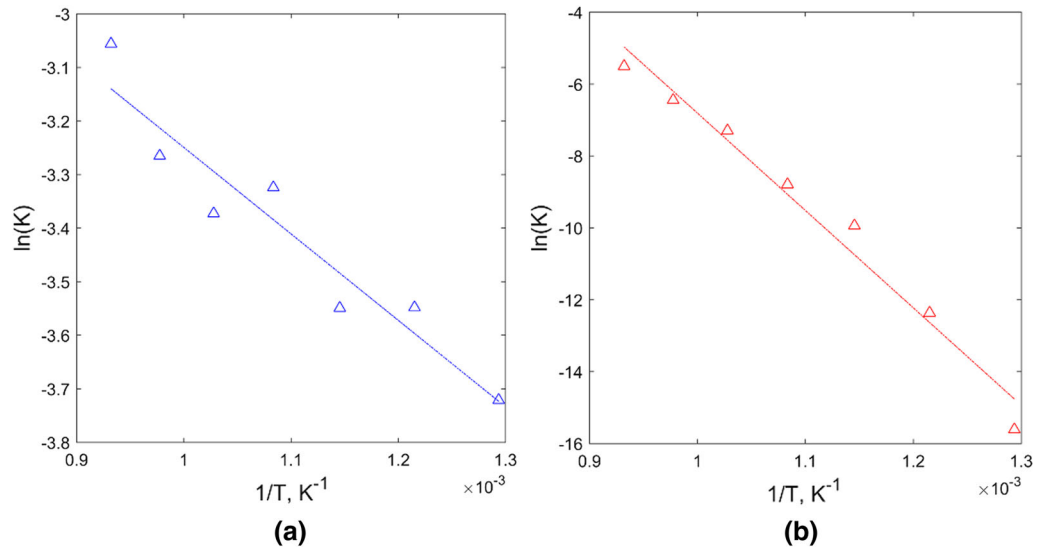 -3
-3.1
-3.2
-3.3
-3.4
-3.5
-3.6
-3.7
-3.8
ln(K)
0.9 1 1.1 1.2 1.3
1/T, K⁻¹ ×10⁻³
(a)
-4
-6
-8
-10
-12
-14
-16
ln(K)
0.9 1 1.1 1.2 1.3
1/T, K⁻¹ ×10⁻³
(b)